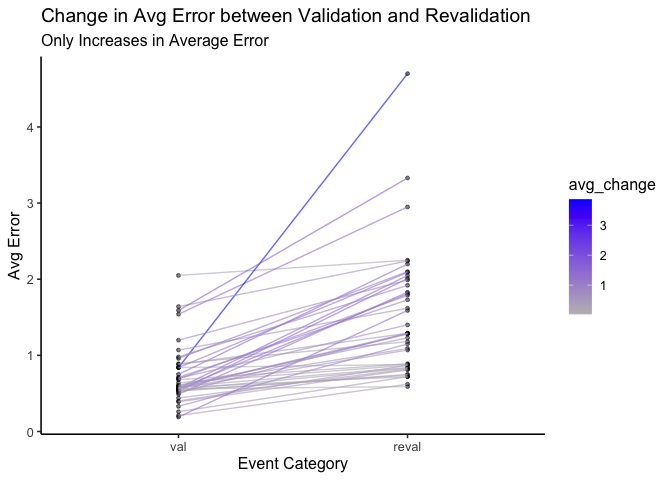 Change in Avg Error between Validation and Revalidation
Only Increases in Average Error
Avg Error
4
3
2
1
0
val
reval
Event Category
avg_change
3
2
1